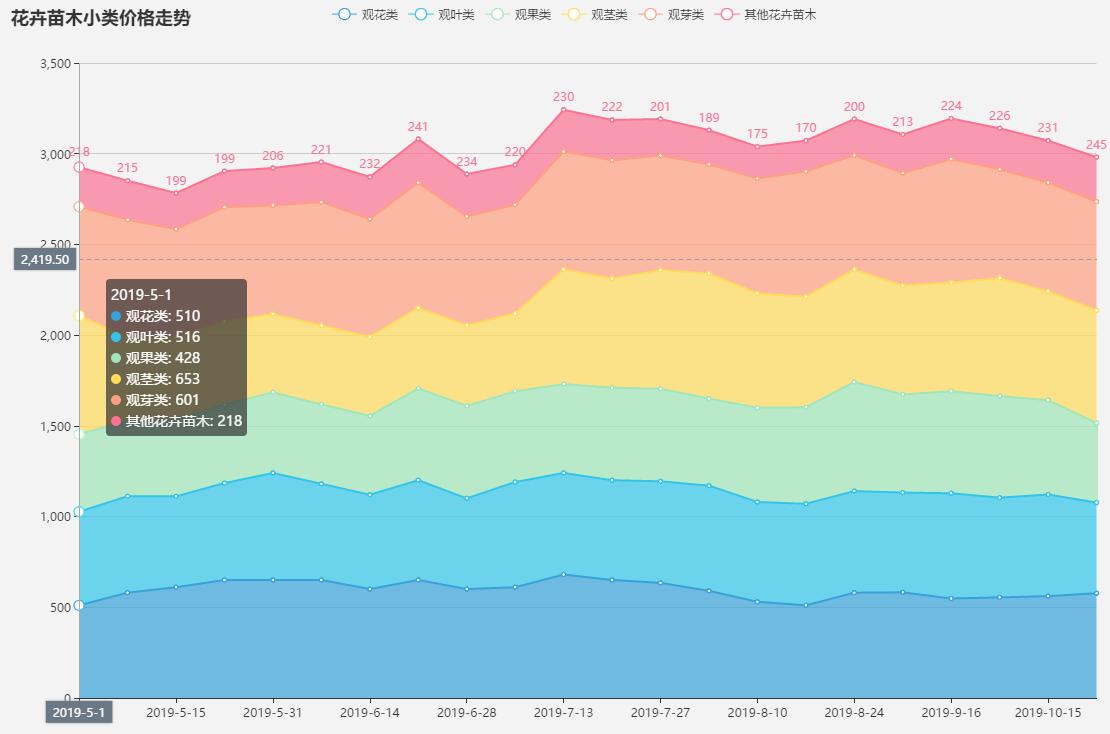 花卉苗木小类价格走势
观花类 观叶类 观果类 观茎类 观芽类 其他花卉苗木
3,500
3,000
2,500
2,419.50
2,000
1,500
1,000
500
0
218 215 199 199 206 221 232 241 234 220 230 222 201 189 175 170 200 213 224 226 231 245
2019-5-1
观花类: 510
观叶类: 516
观果类: 428
观茎类: 653
观芽类: 601
其他花卉苗木: 218
2019-5-1 2019-5-15 2019-5-31 2019-6-14 2019-6-28 2019-7-13 2019-7-27 2019-8-10 2019-8-24 2019-9-16 2019-10-15